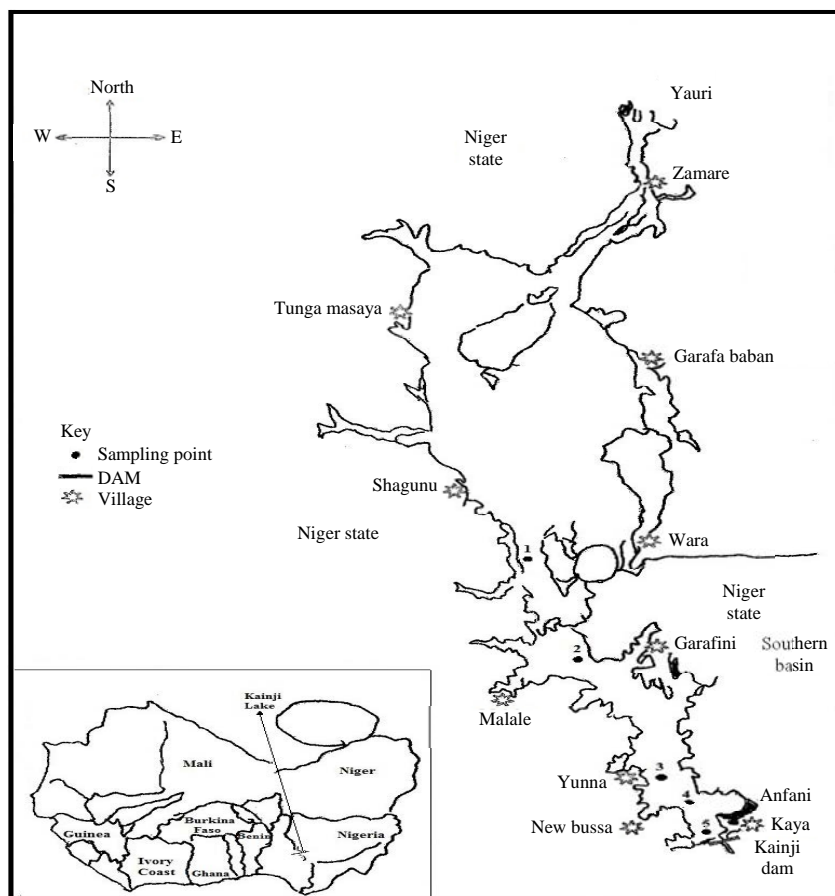 North
W
E
S
Niger
state
Yauri
Zamare
Tunga masaya
Garafa baban
Key
Sampling point
DAM
Village
Shagunu
Niger state
1
Wara
Niger
state
2
Garafini
Southern
basin
Malale
Yunna
3
4
Anfani
New bussa
5
Kaya
Kainji
dam
Kainji
Lake
Mali
Niger
Guinea
Burkina
Faso
Benin
Nigeria
Ivory
Coast
Ghana